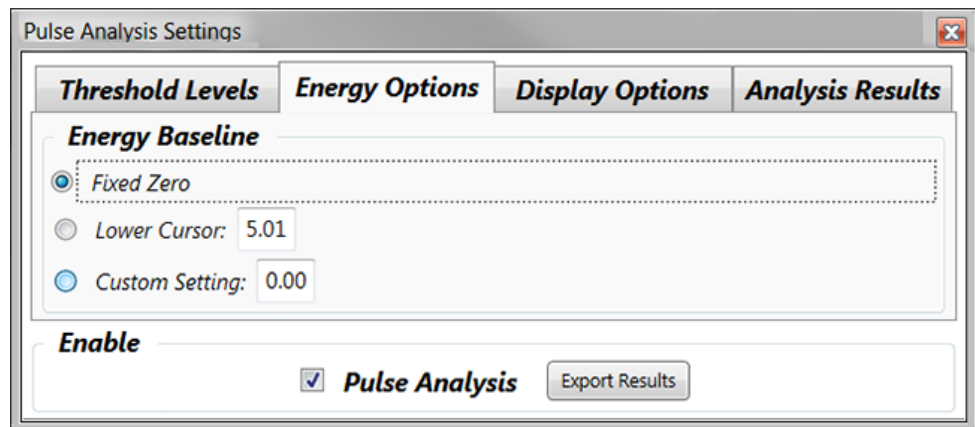 Pulse Analysis Settings
Threshold Levels Energy Options Display Options Analysis Results
Energy Baseline
Fixed Zero
Lower Cursor: 5.01
Custom Setting: 0.00
Enable
Pulse Analysis Export Results